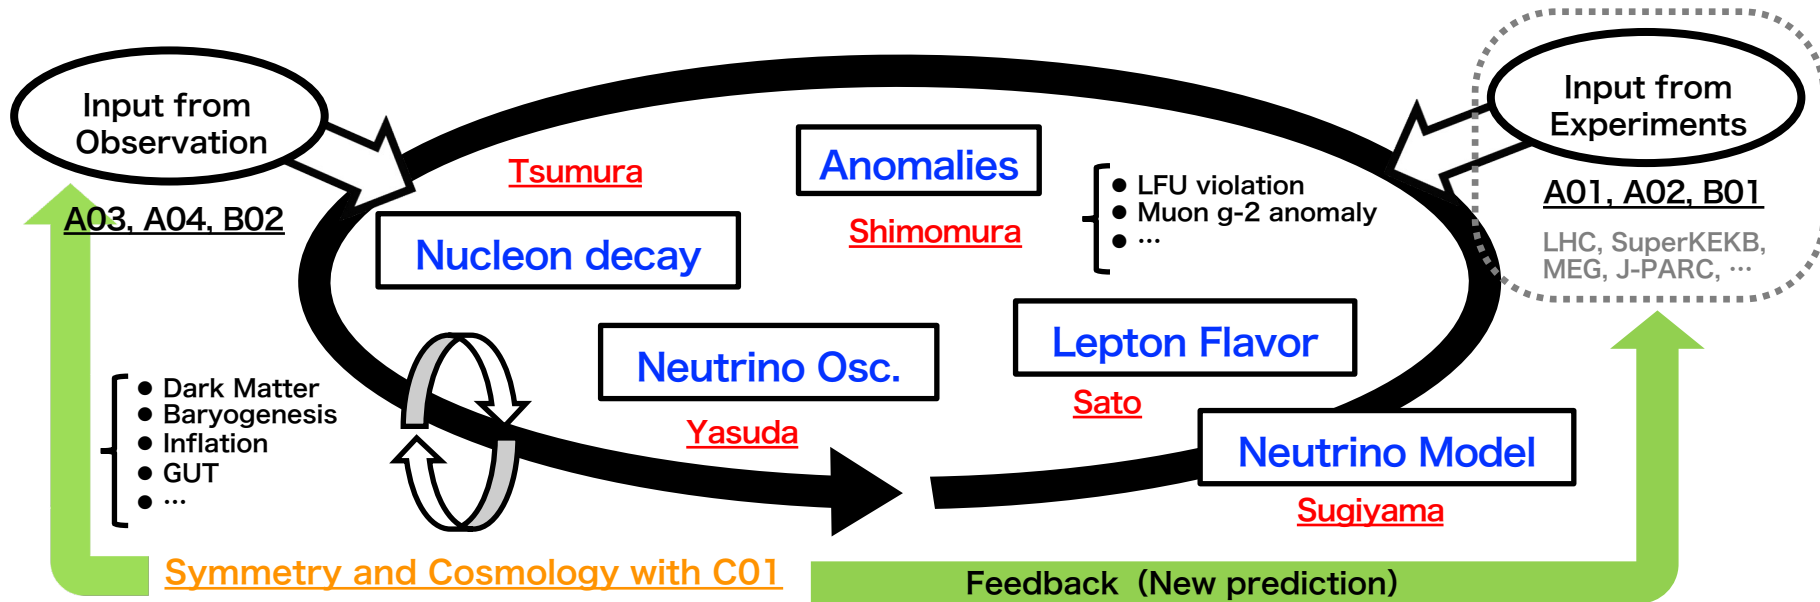 Input from
Observation
A03, A04, B02
Tsumura
Nucleon decay
Anomalies
Shimomura
● LFU violation
● Muon g-2 anomaly
● …
Input from
Experiments
A01, A02, B01
LHC, SuperKEKB,
MEG, J-PARC, …
Neutrino Osc.
Yasuda
Lepton Flavor
Sato
Neutrino Model
Sugiyama
● Dark Matter
● Baryogenesis
● Inflation
● GUT
● …
Symmetry and Cosmology with C01
Feedback（New prediction）